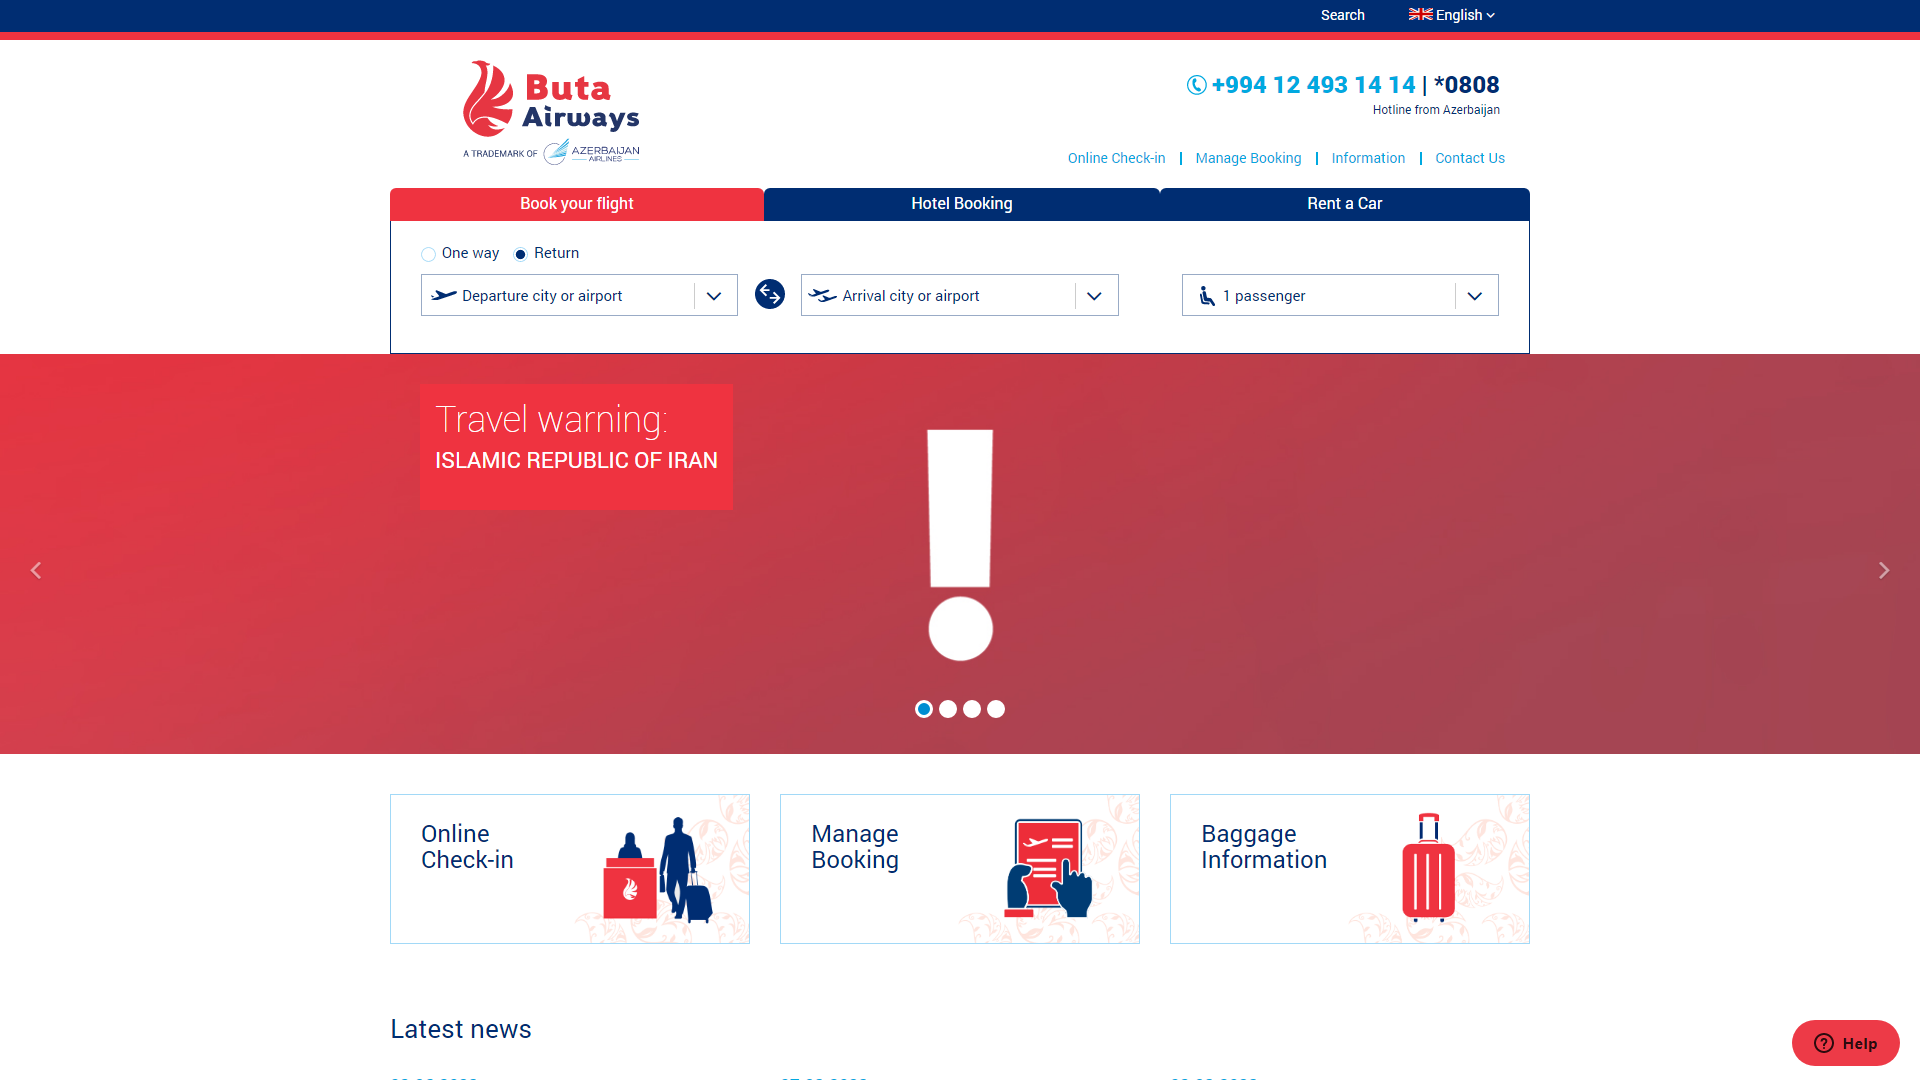 Search
English
Buta
Airways
A TRADEMARK OF AZERBAIJAN
AIRLINES
+994 12 493 14 14 | *0808
Hotline from Azerbaijan
Online Check-in
Manage Booking
Information
Contact Us
Book your flight
Hotel Booking
Rent a Car
One way
Return
Departure city or airport
Arrival city or airport
1 passenger
Travel warning:
ISLAMIC REPUBLIC OF IRAN
!
Online
Check-in
Manage
Booking
Baggage
Information
Latest news
Help